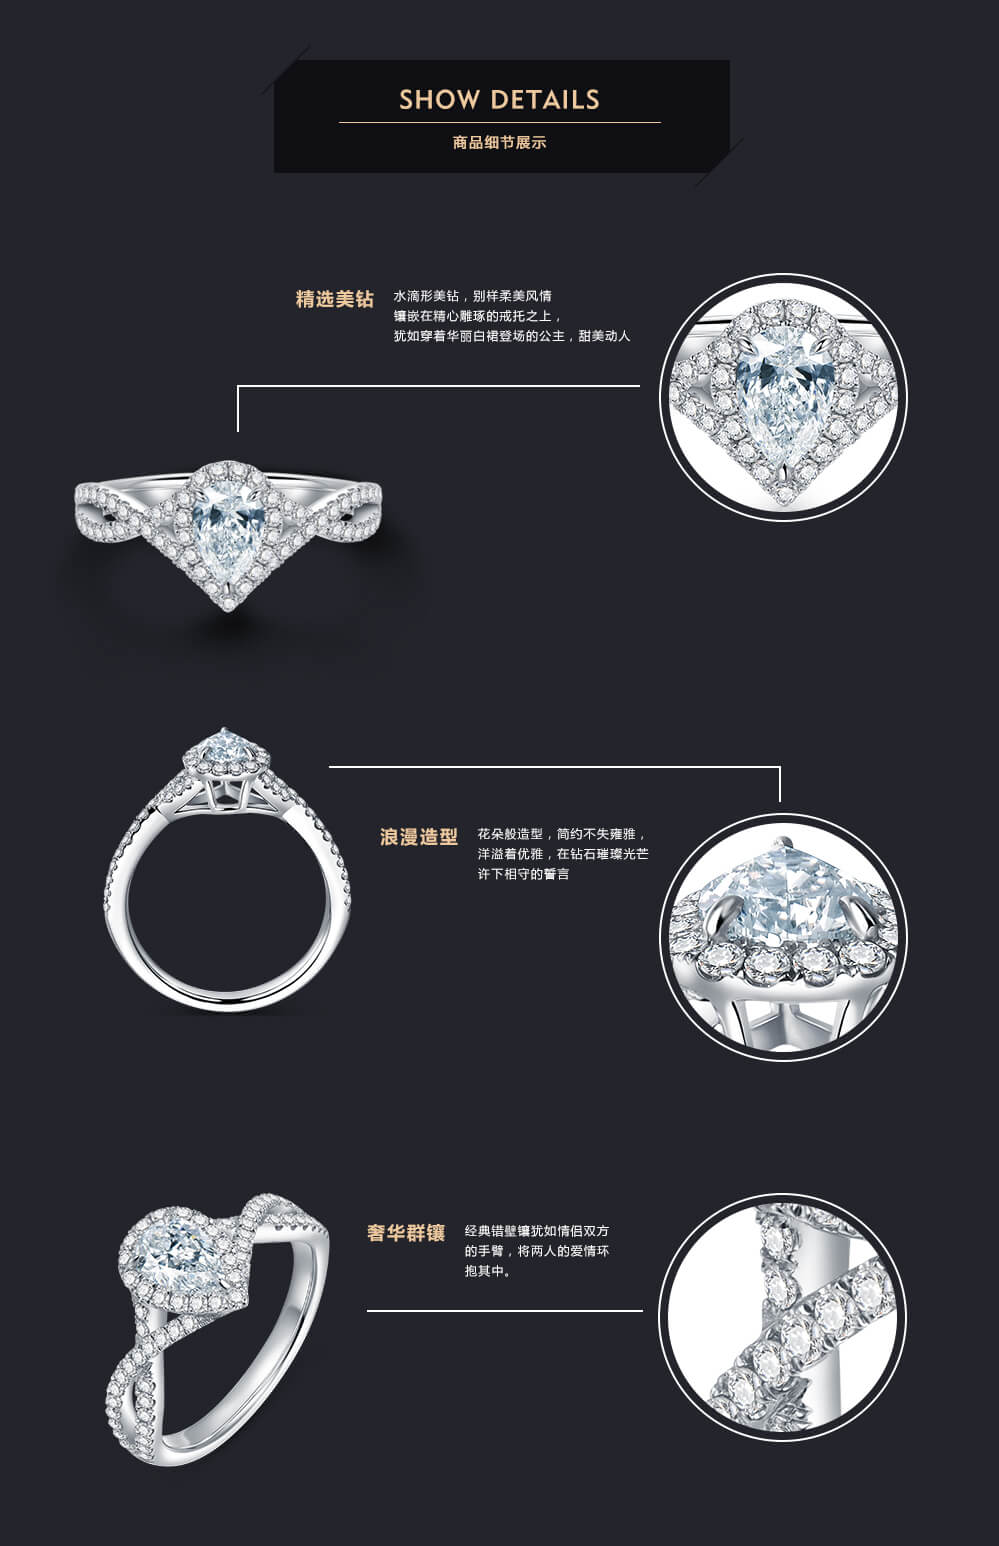 SHOW DETAILS
商品细节展示
精选美钻
水滴形美钻，别样柔美风情
镶嵌在精心雕琢的戒托之上，
犹如穿着华丽白裙登场的公主，甜美动人
浪漫造型
花朵般造型，简约不失雍雅，
洋溢着优雅，在钻石璀璨光芒
许下相守的誓言
奢华群镶
经典错壁镶犹如情侣双方
的手臂，将两人的爱情环
抱其中。